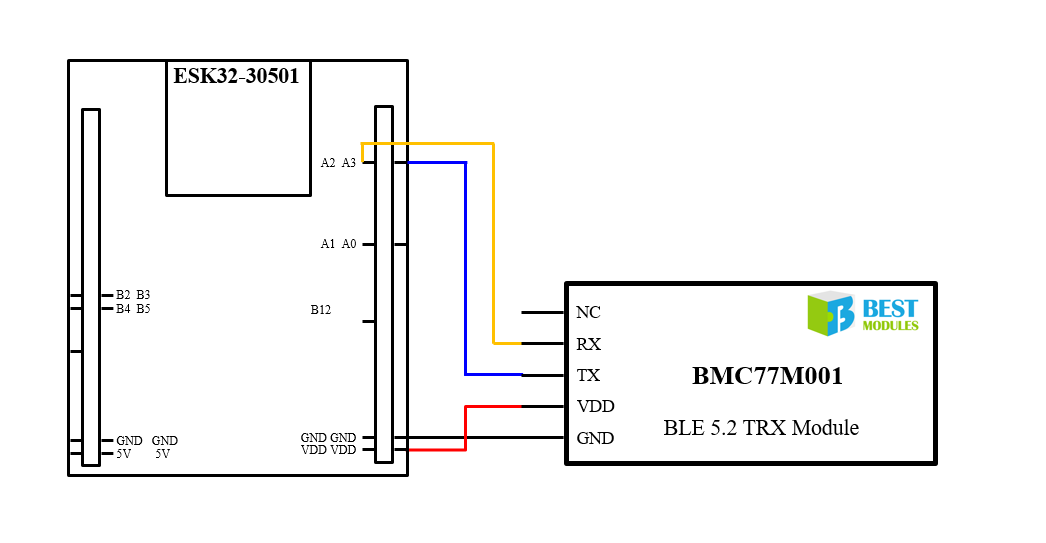 ESK32-30501
A2 A3
A1 A0
B2 B3
B4 B5
B12
GND GND
5V 5V
GND GND
VDD VDD
NC
RX
TX
VDD
GND
BEST
MODULES
BMC77M001
BLE 5.2 TRX Module